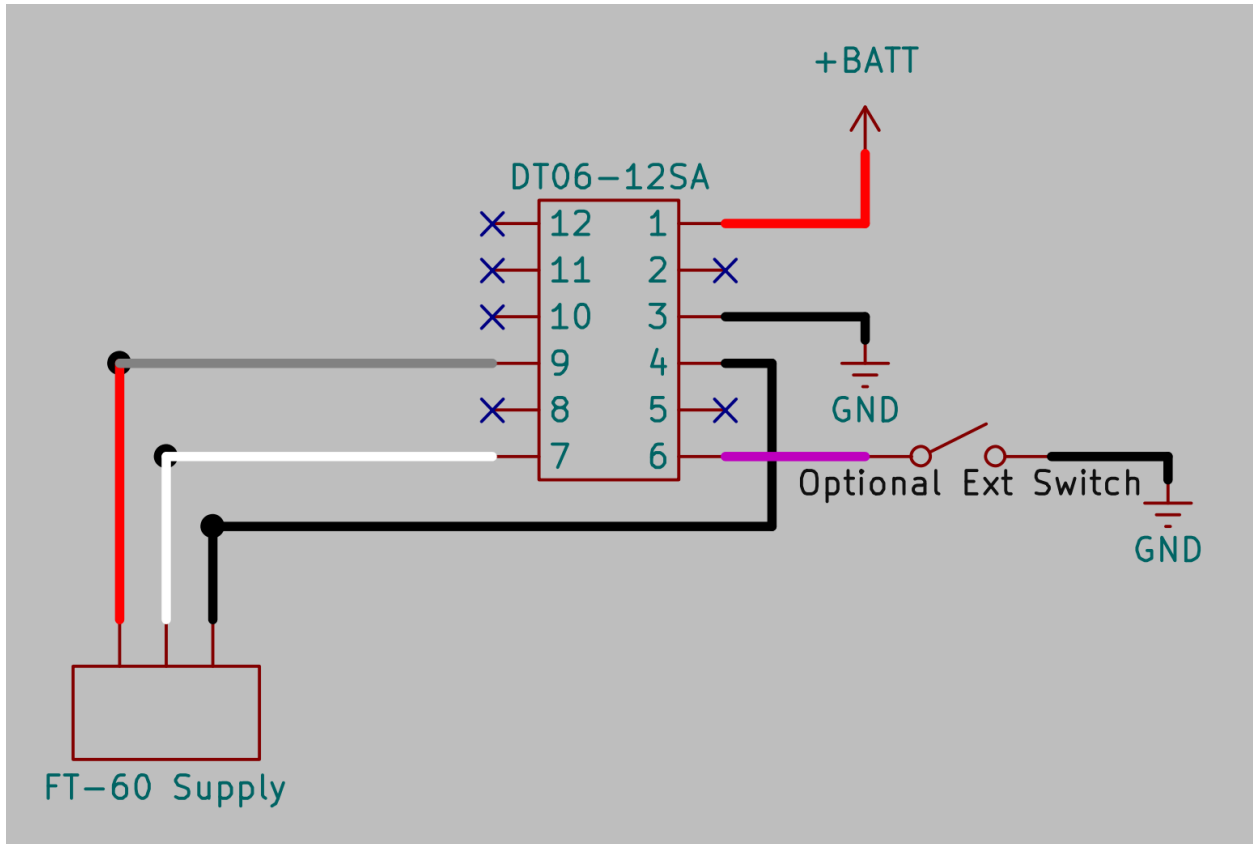 +BATT
DT06-12SA
12 1
11 2
10 3
9 4
8 5
7 6
GND
Optional Ext Switch
GND
FT-60 Supply